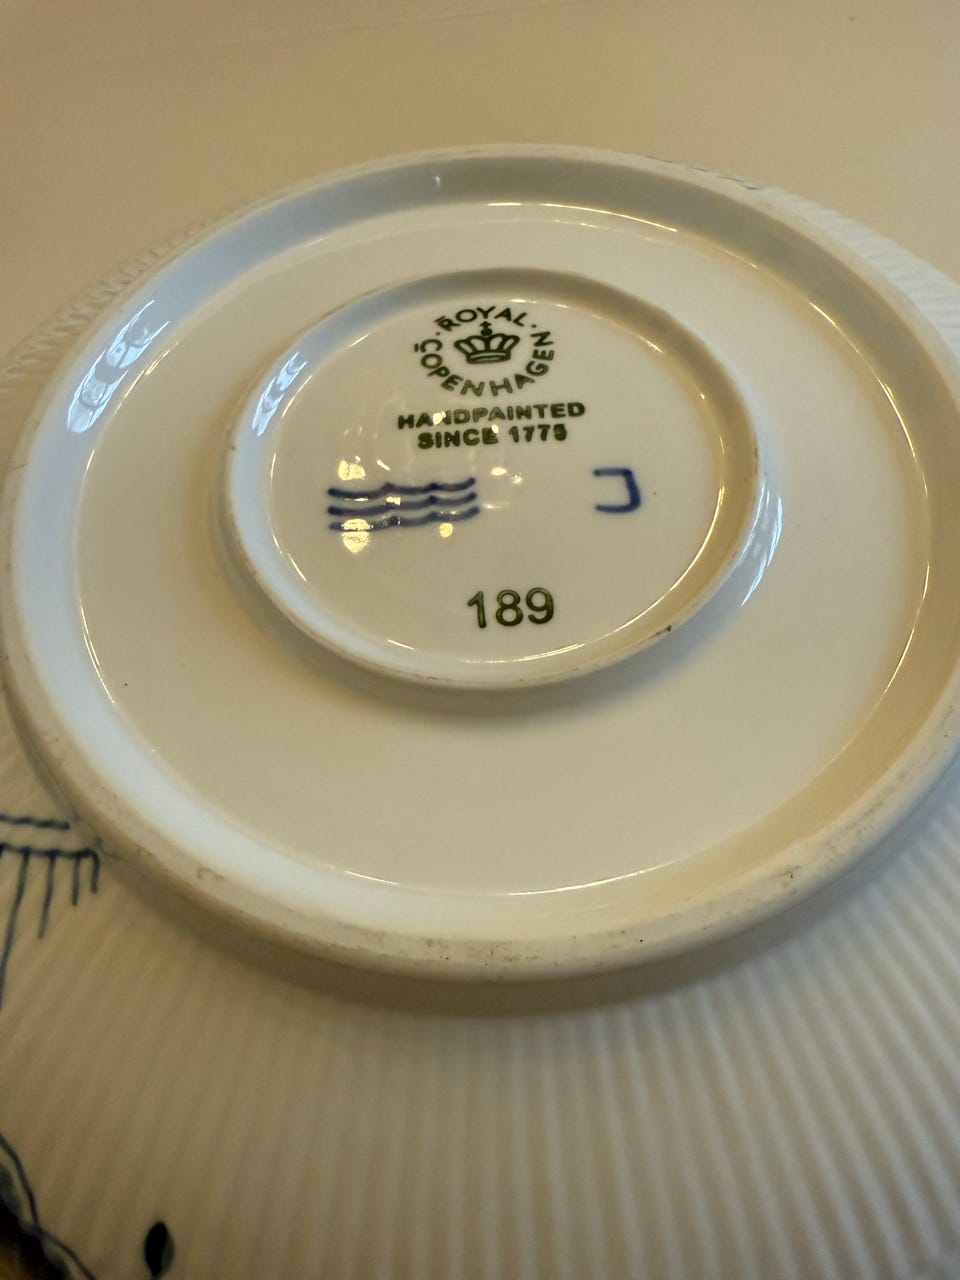 ROYAL COPENHAGEN
HANDPAINTED
SINCE 1775
189